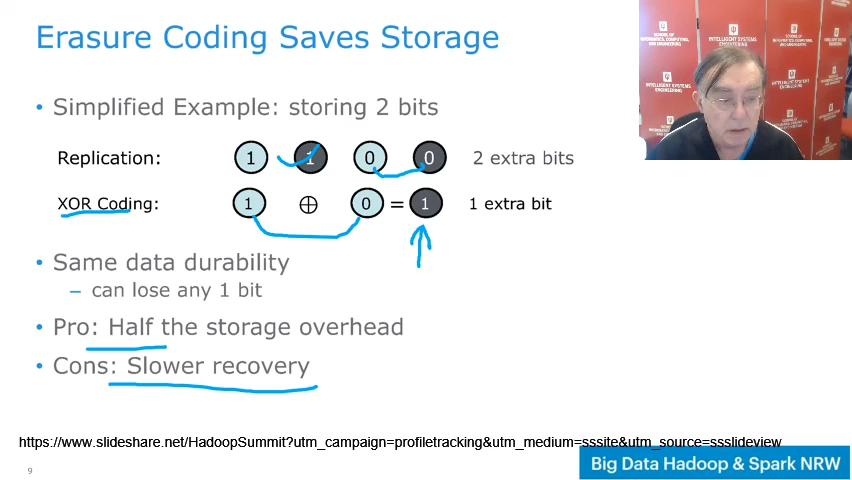 Erasure Coding Saves Storage
• Simplified Example: storing 2 bits
Replication: 1 1 0 0 2 extra bits
XOR Coding: 1 ⊕ 0 = 1 1 extra bit
• Same data durability
– can lose any 1 bit
• Pro: Half the storage overhead
• Cons: Slower recovery
https://www.slideshare.net/HadoopSummit?utm_campaign=profiletracking&utm_medium=sssite&utm_source=ssslideview
9
Big Data Hadoop & Spark NRW
INTELLIGENT SYSTEMS
ENGINEERING